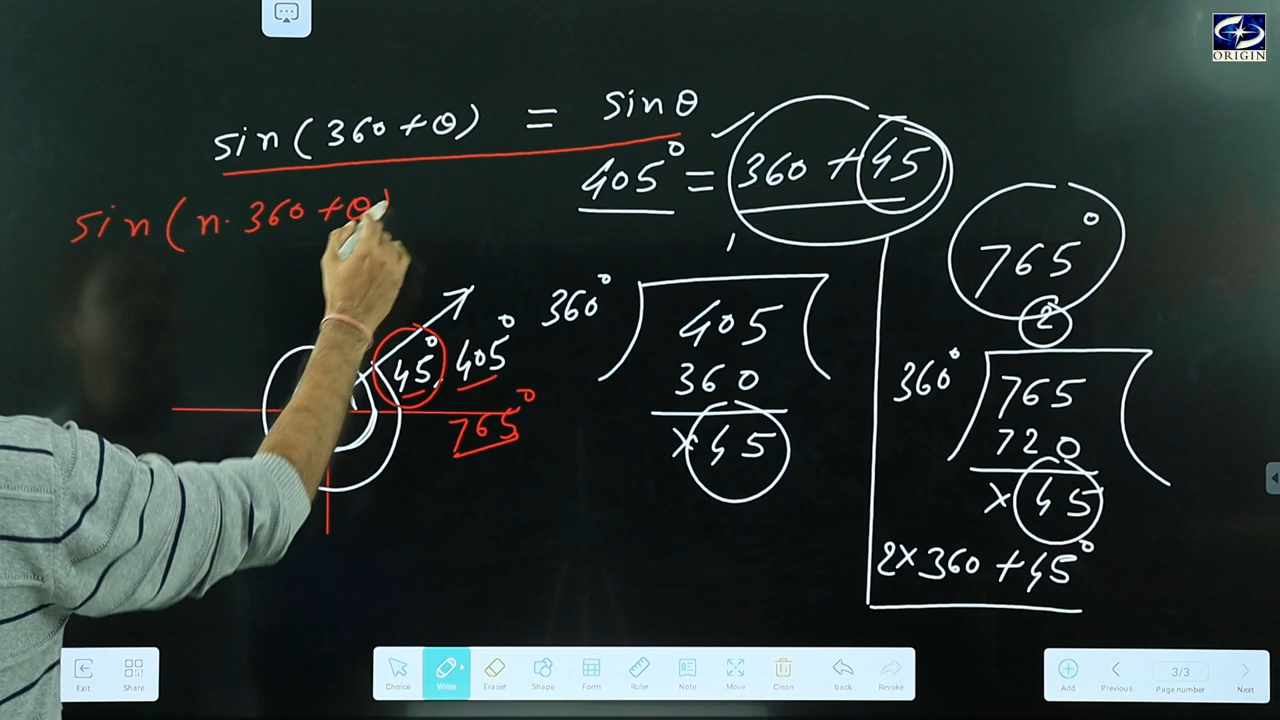 ORIGIN
sin(360+θ) = sinθ
405° = 360+45
sin(n.360+θ)
765°
360° 405
360
×45
45°, 405°
765°
2
360° 765
720
×45
2×360+45°
Exit
Share
Choice
Write
Eraser
Shape
Form
Ruler
Note
Move
Clean
back
Revoke
Add
Previous
3/3
Page number
Next